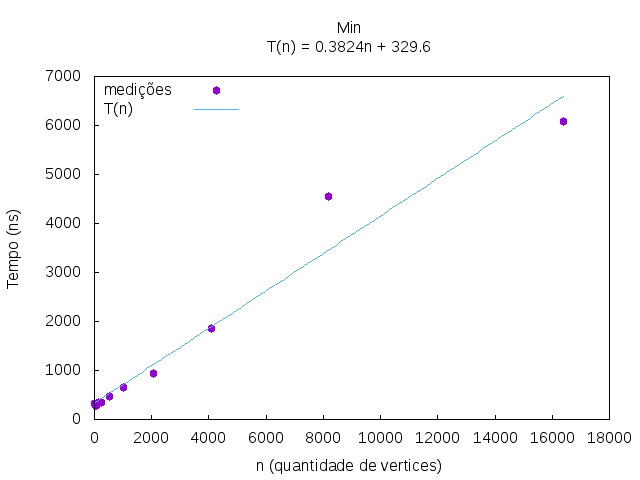 Min
T(n) = 0.3824n + 329.6
7000
6000
5000
4000
3000
2000
1000
0
medições
T(n)
Tempo (ns)
0 2000 4000 6000 8000 10000 12000 14000 16000 18000
n (quantidade de vertices)